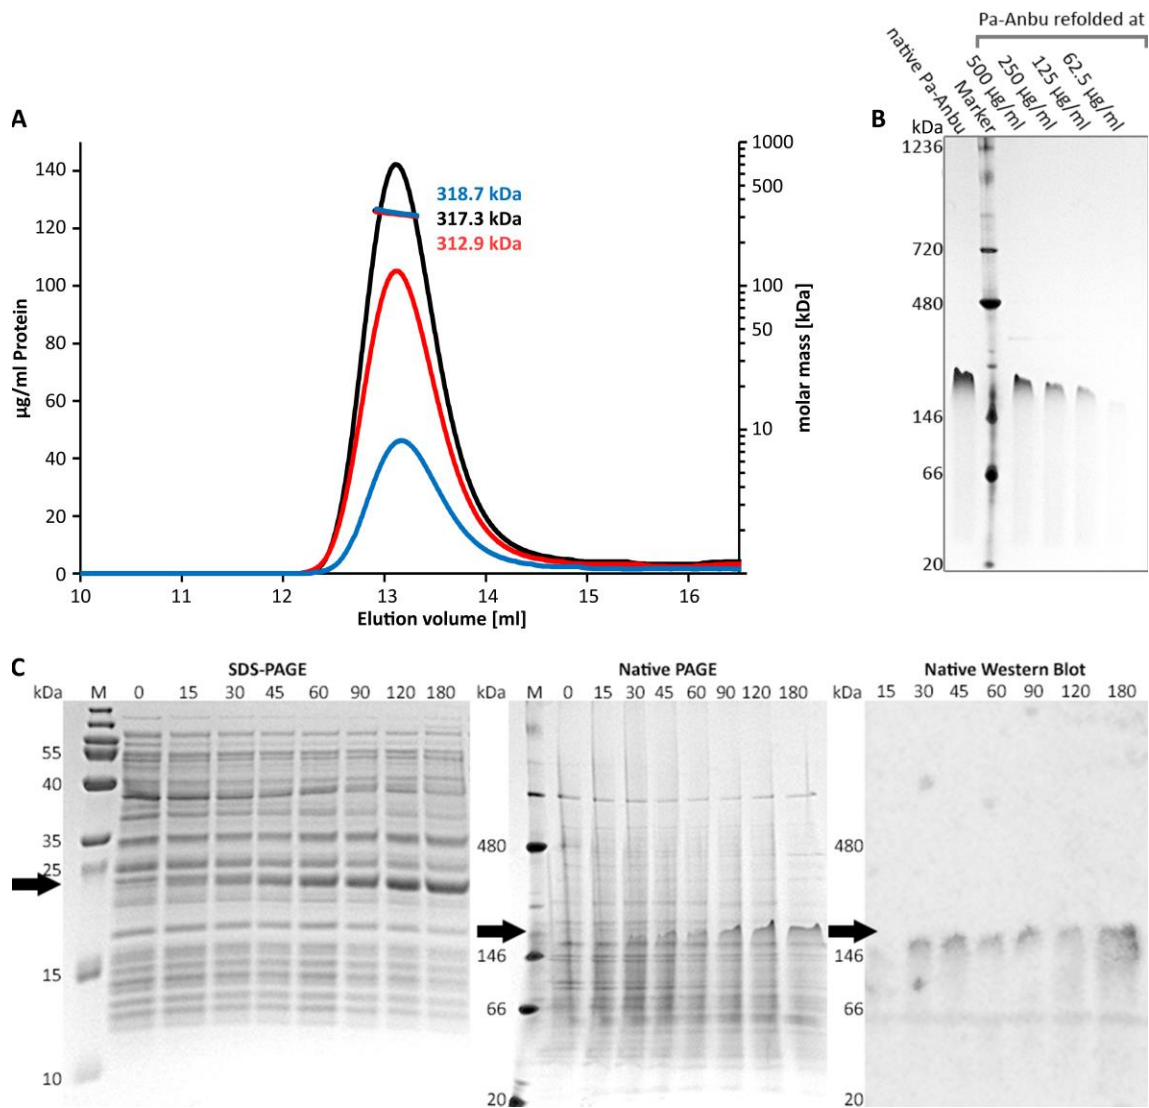 A
140
120
100
80
60
40
20
0
µg/ml Protein
10
11
12
13
14
15
16
Elution volume [ml]
1000
500
100
50
10
molar mass [kDa]
318.7 kDa
317.3 kDa
312.9 kDa
B
Pa-Anbu refolded at
native Pa-Anbu
Marker
500 µg/ml
250 µg/ml
125 µg/ml
62.5 µg/ml
kDa
1236
720
480
146
66
20
C
SDS-PAGE
kDa M 0 15 30 45 60 90 120 180
55
40
35
25
15
10
Native PAGE
kDa M 0 15 30 45 60 90 120 180
480
146
66
20
Native Western Blot
kDa 15 30 45 60 90 120 180
480
146
66
20